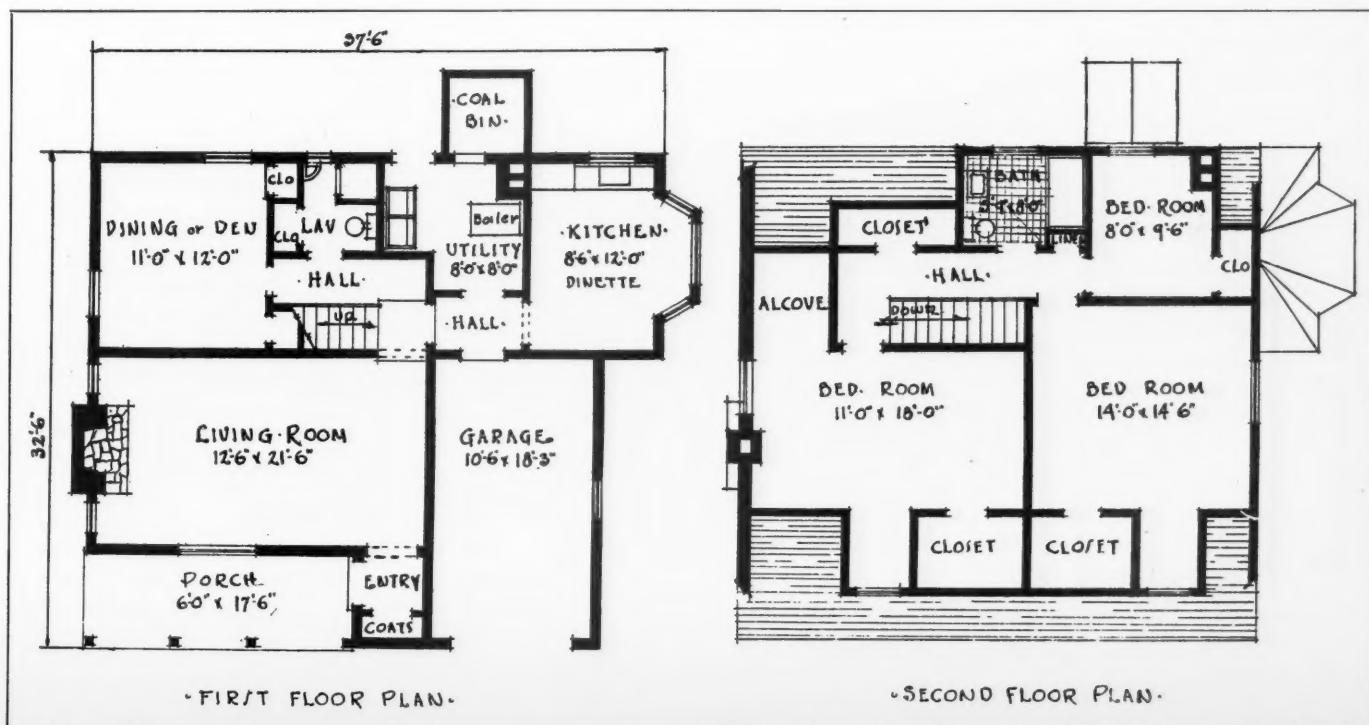 37'-6"
32'-6"
COAL
BIN.
CLO
CLO
LAV
DINING or DEN
11'-0" x 12'-0"
Boiler
UTILITY
8'-0" x 8'-0"
·KITCHEN·
8'-6" x 12'-0"
DINETTE
·HALL·
UP
·HALL·
LIVING·ROOM
12'-6" x 21'-6"
GARAGE
10'-6" x 18'-3"
PORCH
6'-0" x 17'-6"
ENTRY
COATS
·FIRST FLOOR PLAN·
BATH
CLOSET
LINEN
BED·ROOM
8'-0" x 9'-6"
CLO
·HALL·
ALCOVE
DOWN
BED·ROOM
11'-0" x 18'-0"
BED ROOM
14'-0" x 14'-6"
CLOSET
CLOSET
·SECOND FLOOR PLAN·